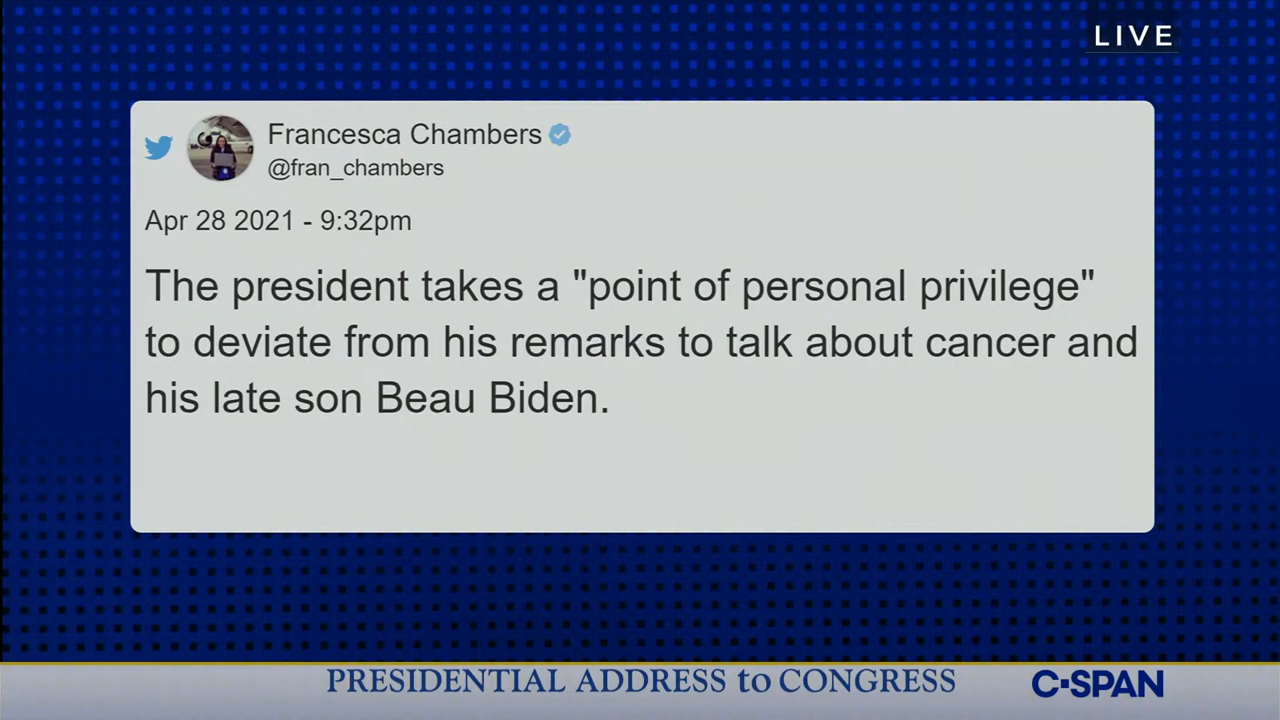 LIVE
Francesca Chambers
@fran_chambers
Apr 28 2021 - 9:32pm
The president takes a "point of personal privilege"
to deviate from his remarks to talk about cancer and
his late son Beau Biden.
PRESIDENTIAL ADDRESS to CONGRESS
C-SPAN